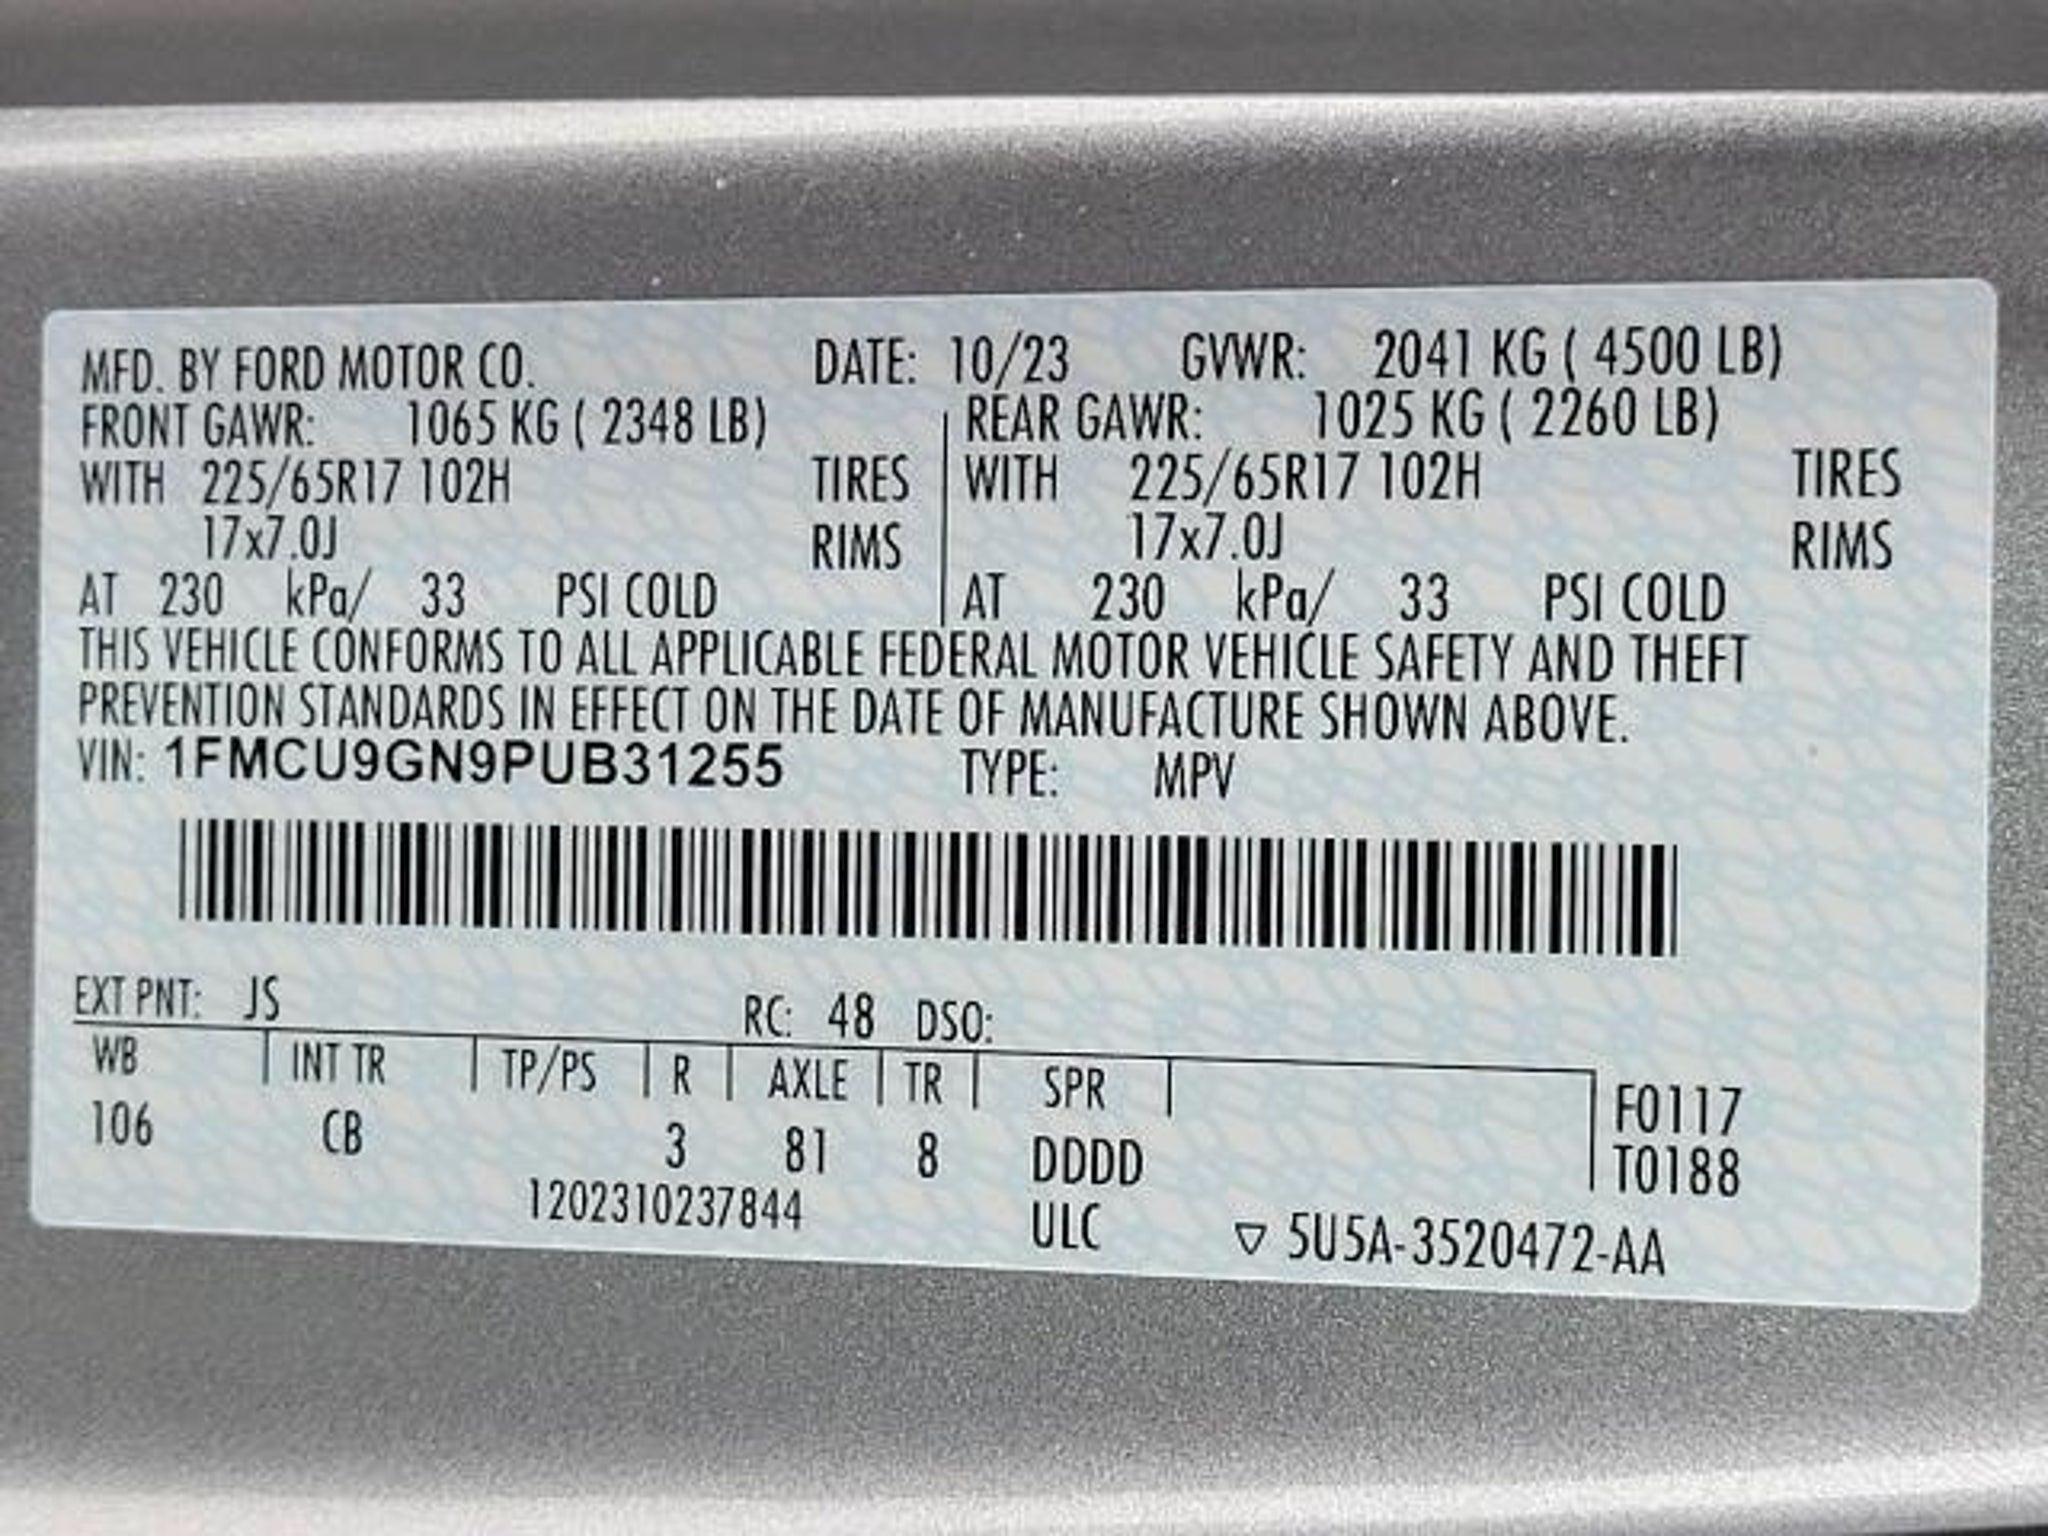 MFD. BY FORD MOTOR CO. DATE: 10/23 GVWR: 2041 KG ( 4500 LB)
FRONT GAWR: 1065 KG ( 2348 LB) REAR GAWR: 1025 KG ( 2260 LB)
WITH 225/65R17 102H TIRES WITH 225/65R17 102H TIRES
17x7.0J RIMS 17x7.0J RIMS
AT 230 kPa/ 33 PSI COLD AT 230 kPa/ 33 PSI COLD
THIS VEHICLE CONFORMS TO ALL APPLICABLE FEDERAL MOTOR VEHICLE SAFETY AND THEFT
PREVENTION STANDARDS IN EFFECT ON THE DATE OF MANUFACTURE SHOWN ABOVE.
VIN: 1FMCU9GN9PUB31255 TYPE: MPV
EXT PNT: JS RC: 48 DSO:
WB INT TR TP/PS R AXLE TR SPR
106 CB 3 81 8 DDDD
F0117
T0188
1202310237844 ULC ▽ 5U5A-3520472-AA